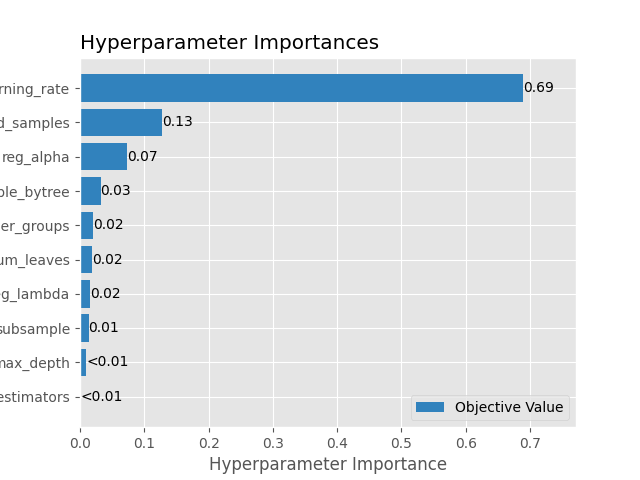 Hyperparameter Importances
rning_rate
0.69
d_samples
0.13
reg_alpha
0.07
ple_bytree
0.03
er_groups
0.02
um_leaves
0.02
eg_lambda
0.02
subsample
0.01
max_depth
<0.01
estimators
<0.01
Objective Value
0.0 0.1 0.2 0.3 0.4 0.5 0.6 0.7
Hyperparameter Importance